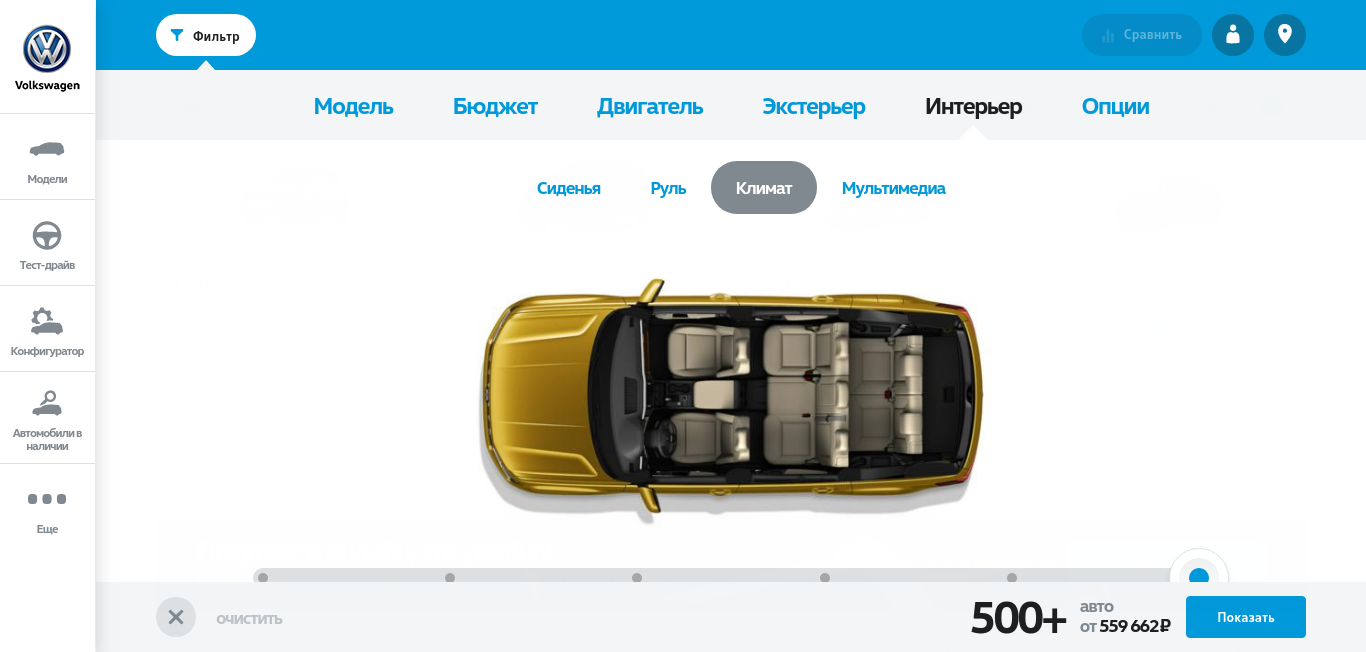 Volkswagen
Модели
Тест-драйв
Конфигуратор
Автомобили в
наличии
Еще
Фильтр
Сравнить
Модель
Бюджет
Двигатель
Экстерьер
Интерьер
Опции
Сиденья
Руль
Климат
Мультимедиа
ОЧИСТИТЬ
500+
авто
от 559 662₽
Показать